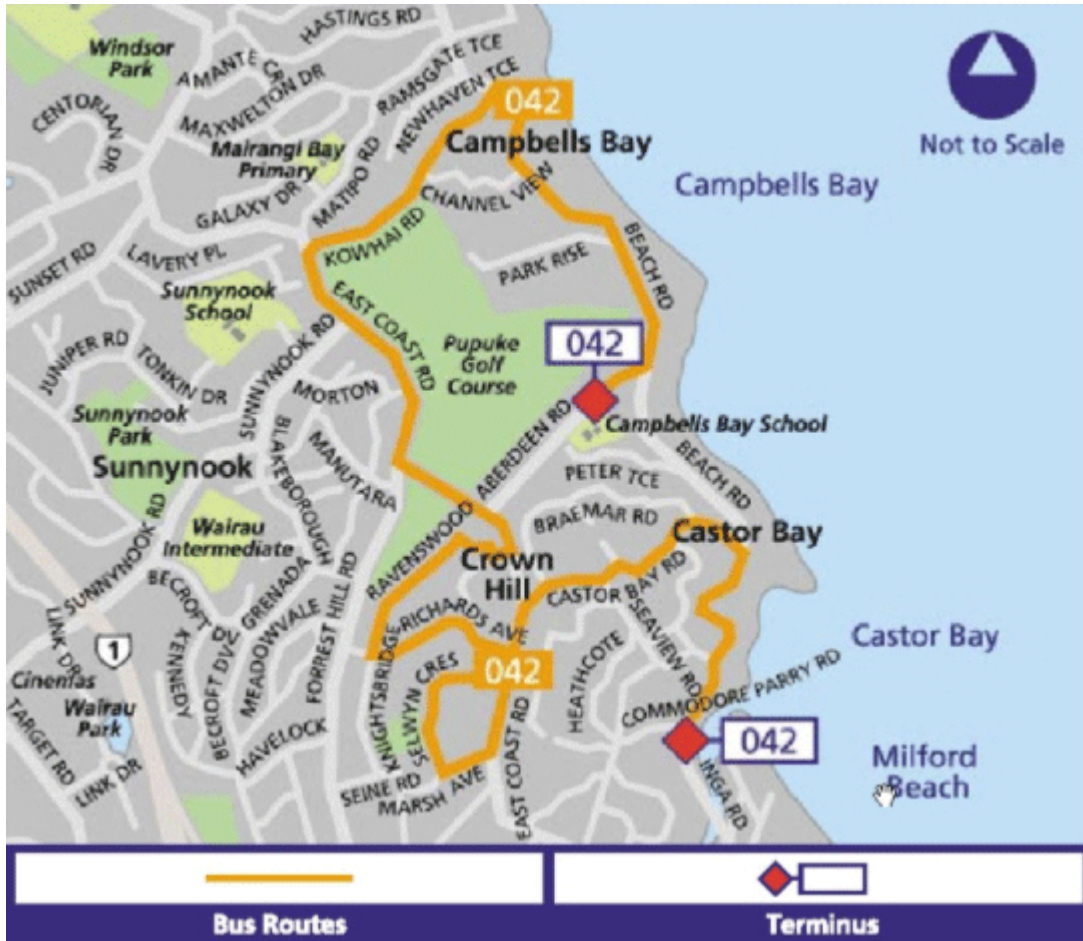 HASTINGS RD
Windsor
Park
AMANTE CR
RAMSGATE TCE
NEWHAVEN TCE
MAXWELTON DR
CENTORIAN DR
042
Not to Scale
Mairangi Bay
Primary
Campbells Bay
Campbells Bay
MATIPO RD
GALAXY DR
CHANNEL VIEW
KOWHAI RD
BEACH RD
SUNSET RD
LAVERY PL
PARK RISE
Sunnynook
School
EAST COAST RD
SUNNYNOOK RD
042
Pupuke
Golf
Course
JUNIPER RD
TONKIN DR
MORTON
Sunnynook
Park
Campbells Bay School
ABERDEEN RD
BLAKEBOROUGH
MANUTARA
Sunnynook
BEACH RD
PETER TCE
SUNNYNOOK RD
Wairau
Intermediate
RAVENSWOOD
BRAEMAR RD
Castor Bay
Crown
Hill
CASTOR BAY RD
BECROFT DV
GRENADA
FORREST HILL RD
RICHARDS AVE
SEAVIEW RD
Castor Bay
LINK DR
1
KENNEDY
BECROFT DV
MEADOWVALE
KNIGHTSBRIDGE
SELWYN CRES
042
HEATHCOTE
COMMODORE PARRY RD
Cinemas
Wairau
Park
TARGET RD
LINK DR
HAVELOCK
042
Milford
Beach
SEINE RD
MARSH AVE
EAST COAST RD
INGA RD
Bus Routes
Terminus